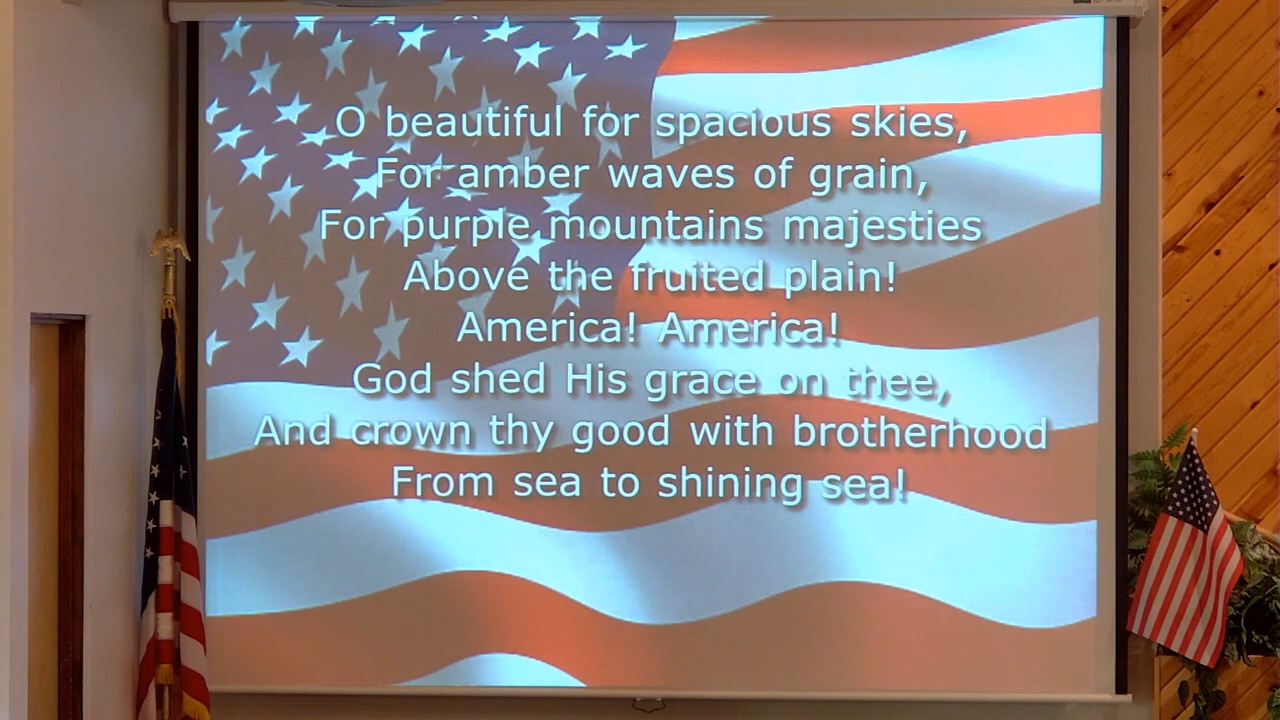 O beautiful for spacious skies,
For amber waves of grain,
For purple mountains majesties
Above the fruited plain!
America! America!
God shed His grace on thee,
And crown thy good with brotherhood
From sea to shining sea!